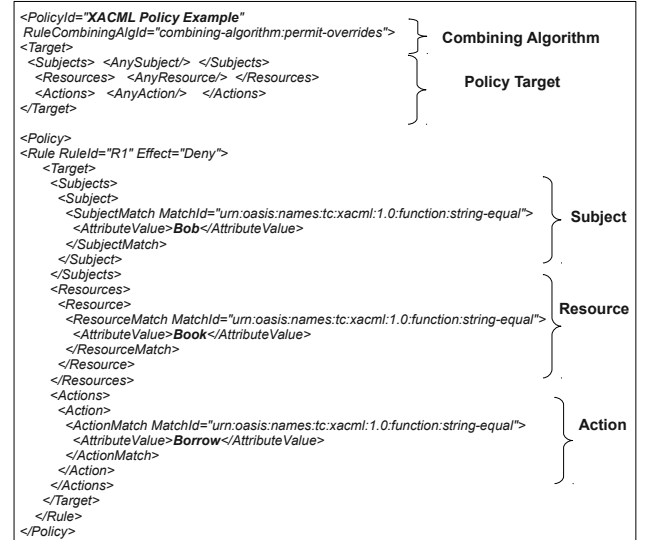 <PolicyId="XACML Policy Example"
RuleCombiningAlgId="combining-algorithm:permit-overrides">
Combining Algorithm
<Target>
<Subjects> <AnySubject/> </Subjects>
<Resources> <AnyResource/> </Resources>
Policy Target
<Actions> <AnyAction/> </Actions>
</Target>
<Policy>
<Rule RuleId="R1" Effect="Deny">
<Target>
<Subjects>
<Subject>
<SubjectMatch MatchId="urn:oasis:names:tc:xacml:1.0:function:string-equal">
Subject
<AttributeValue>Bob</AttributeValue>
</SubjectMatch>
</Subject>
</Subjects>
<Resources>
<Resource>
Resource
<ResourceMatch MatchId="urn:oasis:names:tc:xacml:1.0:function:string-equal">
<AttributeValue>Book</AttributeValue>
</ResourceMatch>
</Resource>
</Resources>
<Actions>
<Action>
<ActionMatch MatchId="urn:oasis:names:tc:xacml:1.0:function:string-equal">
Action
<AttributeValue>Borrow</AttributeValue>
</ActionMatch>
</Action>
</Actions>
</Target>
</Rule>
</Policy>